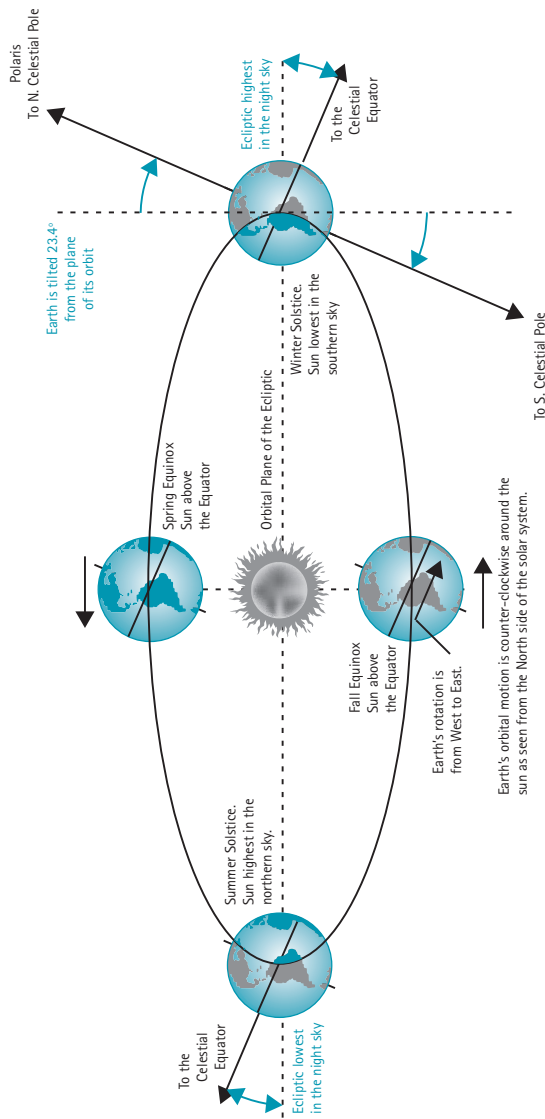 Polaris
To N. Celestial Pole
Earth is tilted 23.4°
from the plane
of its orbit
Ecliptic highest
in the night sky
To the
Celestial
Equator
Winter Solstice.
Sun lowest in the
southern sky
To S. Celestial Pole
Spring Equinox
Sun above
the Equator
Orbital Plane of the Ecliptic
Fall Equinox
Sun above
the Equator
Earth's rotation is
from West to East.
Earth's orbital motion is counter-clockwise around the
sun as seen from the North side of the solar system.
Summer Solstice.
Sun highest in the
northern sky.
To the
Celestial
Equator
Ecliptic lowest
in the night sky